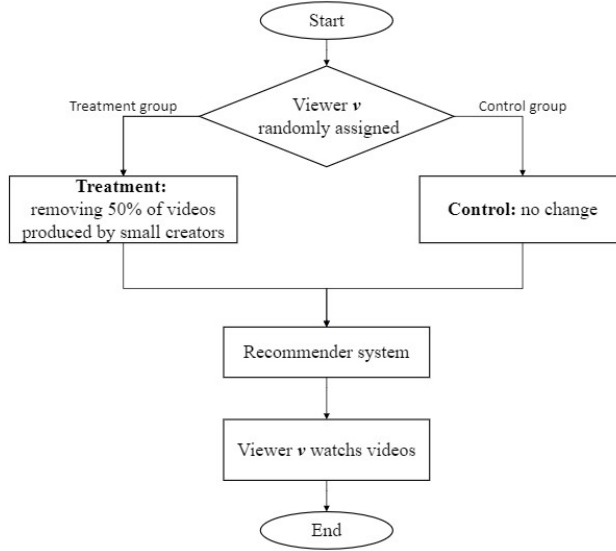 Start
Treatment group
Viewer v
randomly assigned
Control group
Treatment:
removing 50% of videos
produced by small creators
Control: no change
Recommender system
Viewer v watchs videos
End